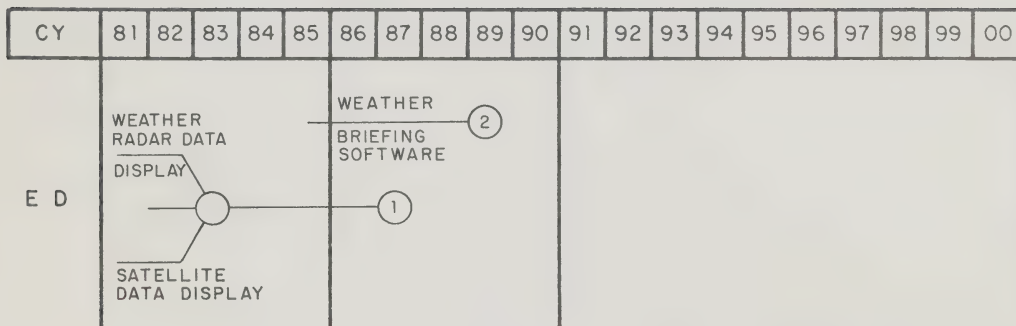 CY 81 82 83 84 85 86 87 88 89 90 91 92 93 94 95 96 97 98 99 00
WEATHER
BRIEFING
SOFTWARE
2
WEATHER
RADAR DATA
DISPLAY
ED
1
SATELLITE
DATA DISPLAY